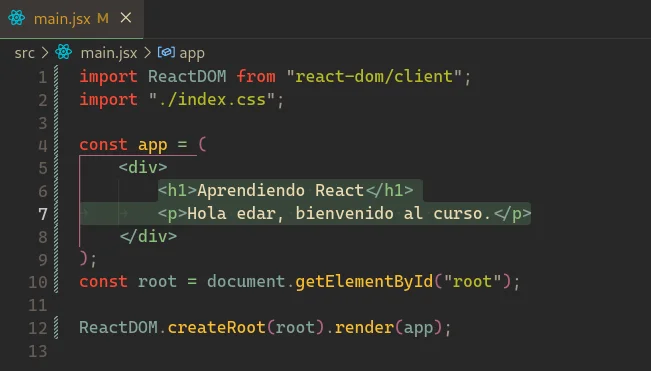 main.jsx M ×
src > main.jsx > app
1 import ReactDOM from "react-dom/client";
2 import "./index.css";
3
4 const app = (
5 <div>
6 <h1>Aprendiendo React</h1>
7 <p>Hola edar, bienvenido al curso.</p>
8 </div>
9 );
10 const root = document.getElementById("root");
11
12 ReactDOM.createRoot(root).render(app);
13